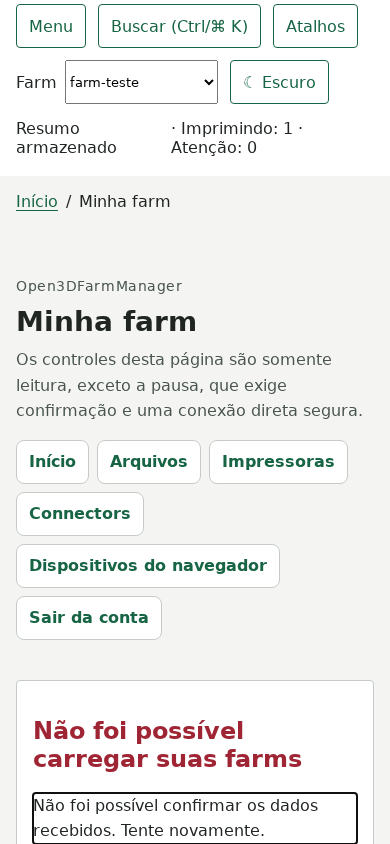 Menu
Buscar (Ctrl/⌘ K)
Atalhos
Farm
farm-teste
☾ Escuro
Resumo armazenado
· Imprimindo: 1 · Atenção: 0
Início / Minha farm
Open3DFarmManager
Minha farm
Os controles desta página são somente
leitura, exceto a pausa, que exige
confirmação e uma conexão direta segura.
Início
Arquivos
Impressoras
Connectors
Dispositivos do navegador
Sair da conta
Não foi possível
carregar suas farms
Não foi possível confirmar os dados
recebidos. Tente novamente.